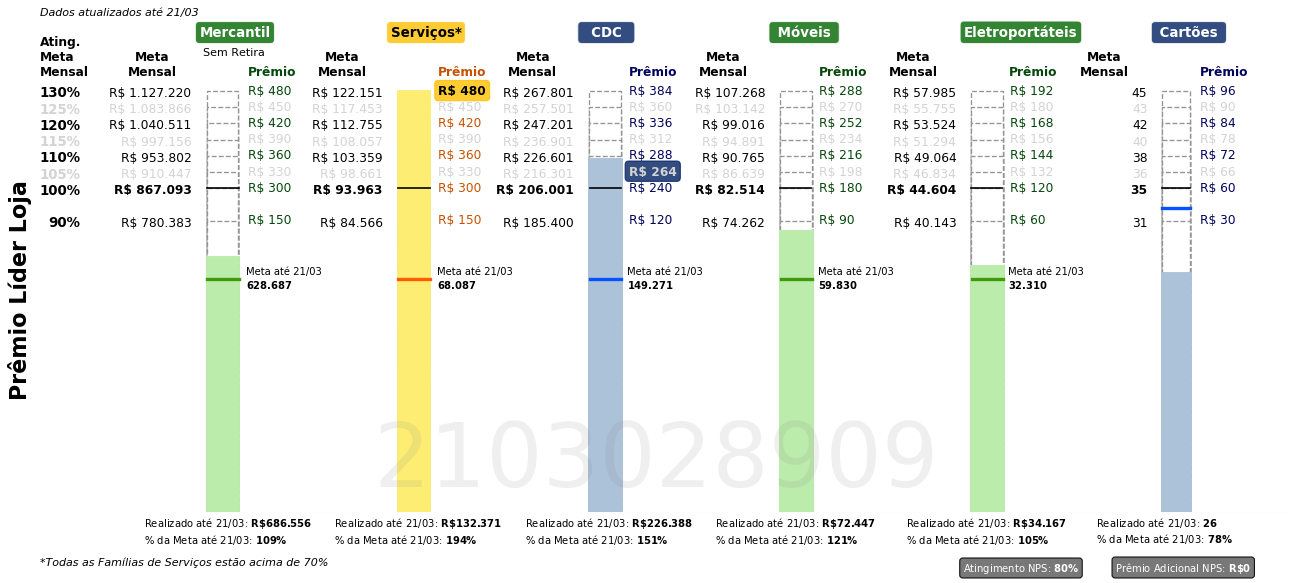 Dados atualizados até 21/03
Mercantil Serviços* CDC Móveis Eletroportáteis Cartões
Sem Retira
Ating. Meta Mensal Meta Mensal Prêmio Meta Mensal Prêmio Meta Mensal Prêmio Meta Mensal Prêmio Meta Mensal Prêmio Meta Mensal Prêmio
130% R$ 1.127.220 R$ 480 R$ 122.151 R$ 480 R$ 267.801 R$ 384 R$ 107.268 R$ 288 R$ 57.985 R$ 192 45 R$ 96
125% R$ 1.083.866 R$ 450 R$ 117.453 R$ 450 R$ 257.501 R$ 360 R$ 103.142 R$ 270 R$ 55.755 R$ 180 43 R$ 90
120% R$ 1.040.511 R$ 420 R$ 112.755 R$ 420 R$ 247.201 R$ 336 R$ 99.016 R$ 252 R$ 53.524 R$ 168 42 R$ 84
115% R$ 997.156 R$ 390 R$ 108.057 R$ 390 R$ 236.901 R$ 312 R$ 94.891 R$ 234 R$ 51.294 R$ 156 40 R$ 78
110% R$ 953.802 R$ 360 R$ 103.359 R$ 360 R$ 226.601 R$ 288 R$ 90.765 R$ 216 R$ 49.064 R$ 144 38 R$ 72
105% R$ 910.447 R$ 330 R$ 98.661 R$ 330 R$ 216.301 R$ 264 R$ 86.639 R$ 198 R$ 46.834 R$ 132 36 R$ 66
100% R$ 867.093 R$ 300 R$ 93.963 R$ 300 R$ 206.001 R$ 240 R$ 82.514 R$ 180 R$ 44.604 R$ 120 35 R$ 60
90% R$ 780.383 R$ 150 R$ 84.566 R$ 150 R$ 185.400 R$ 120 R$ 74.262 R$ 90 R$ 40.143 R$ 60 31 R$ 30
Prêmio Líder Loja
Meta até 21/03 Meta até 21/03 Meta até 21/03 Meta até 21/03 Meta até 21/03
628.687 68.087 149.271 59.830 32.310
2103028909
Realizado até 21/03: R$686.556 Realizado até 21/03: R$132.371 Realizado até 21/03: R$226.388 Realizado até 21/03: R$72.447 Realizado até 21/03: R$34.167 Realizado até 21/03: 26
% da Meta até 21/03: 109% % da Meta até 21/03: 194% % da Meta até 21/03: 151% % da Meta até 21/03: 121% % da Meta até 21/03: 105% % da Meta até 21/03: 78%
*Todas as Famílias de Serviços estão acima de 70% Atingimento NPS: 80% Prêmio Adicional NPS: R$0